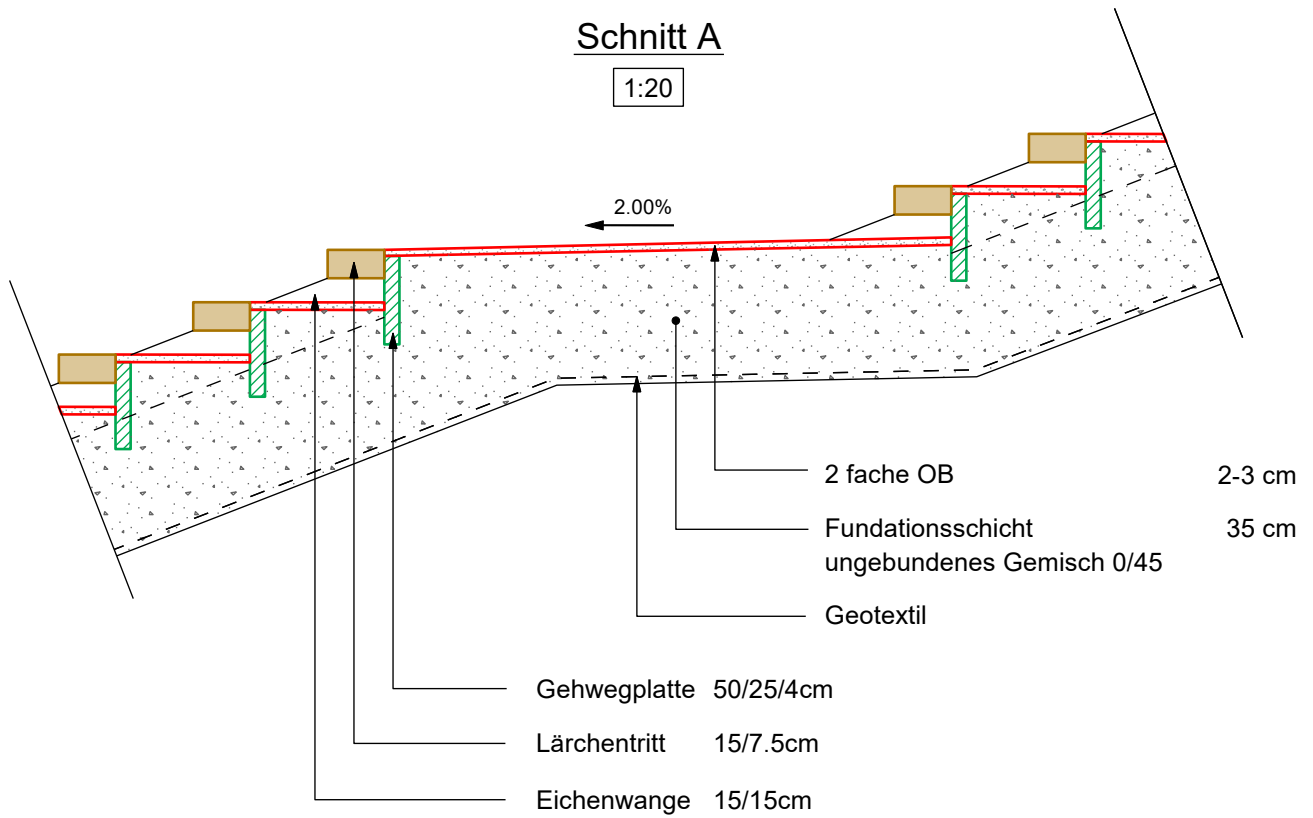 Schnitt A
1:20
2.00%
2 fache OB 2-3 cm
Fundationsschicht 35 cm
ungebundenes Gemisch 0/45
Geotextil
Gehwegplatte 50/25/4cm
Lärchentritt 15/7.5cm
Eichenwange 15/15cm